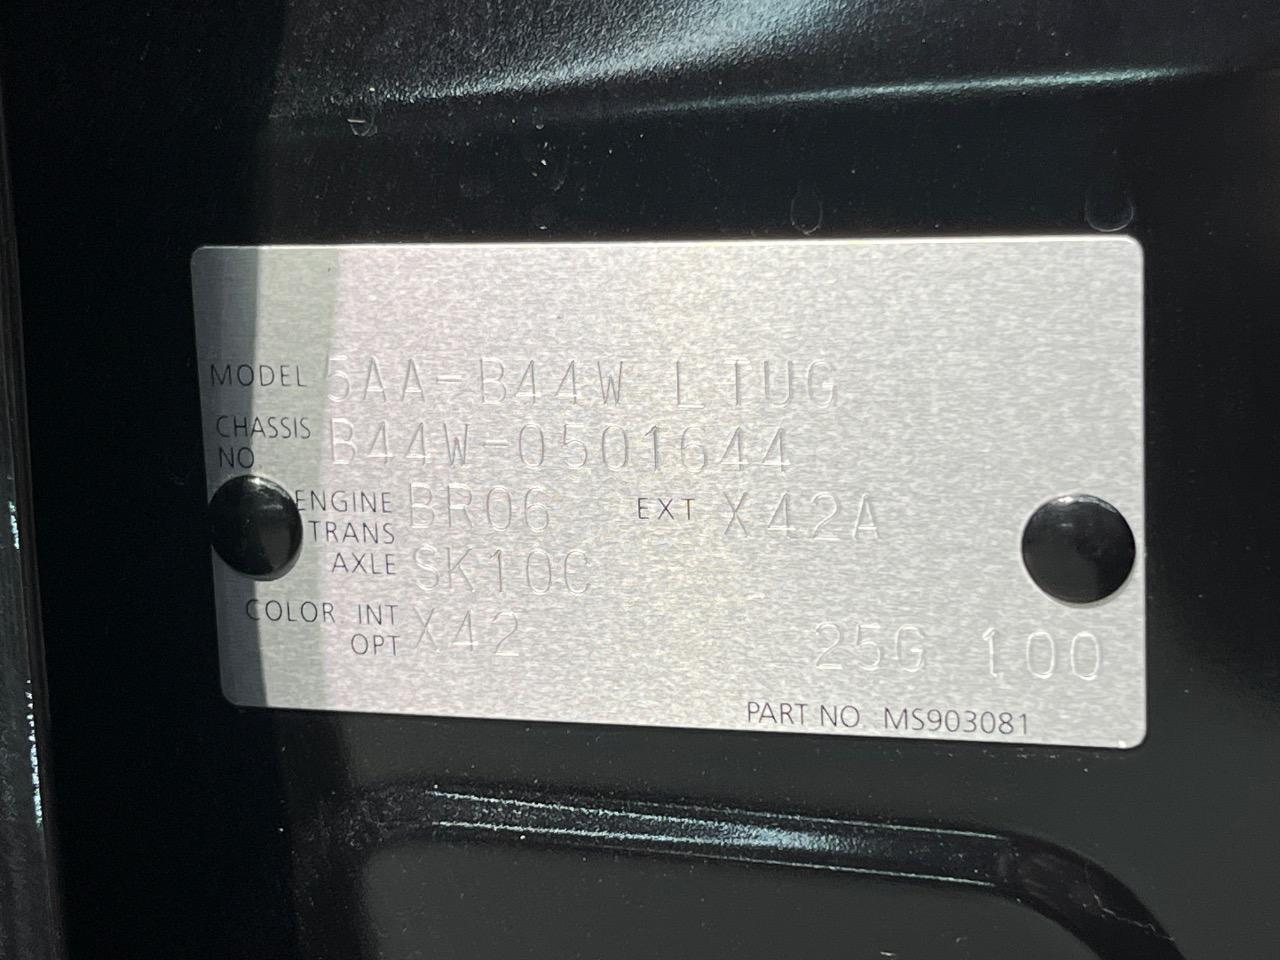 MODEL 5AA-B44W LTUG
CHASSIS NO B44W-0501644
ENGINE BR06 EXT X42A
TRANS AXLE SK10C
COLOR INT OPT X42 25G 100
PART NO MS903081